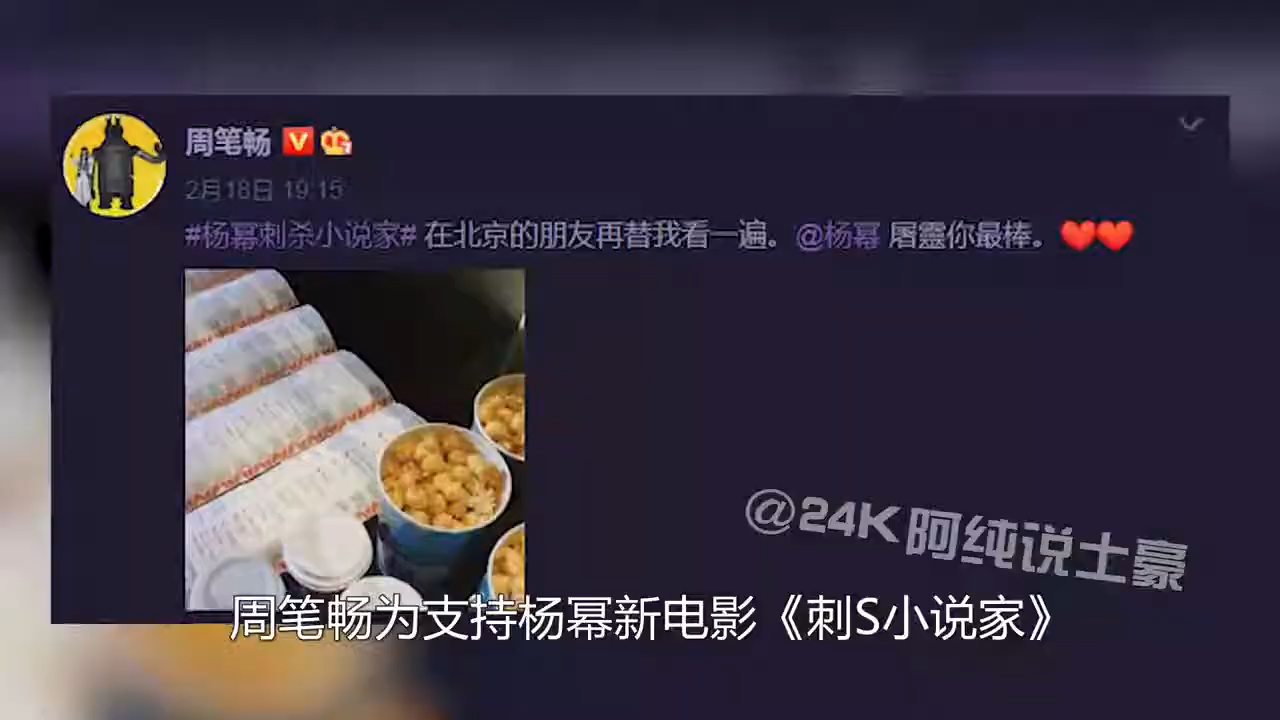 周笔畅
2月18日 19:15
#杨幂刺杀小说家# 在北京的朋友再替我看一遍。@杨幂 屠靈你最棒。
@24K阿纯说土豪
周笔畅为支持杨幂新电影《刺S小说家》